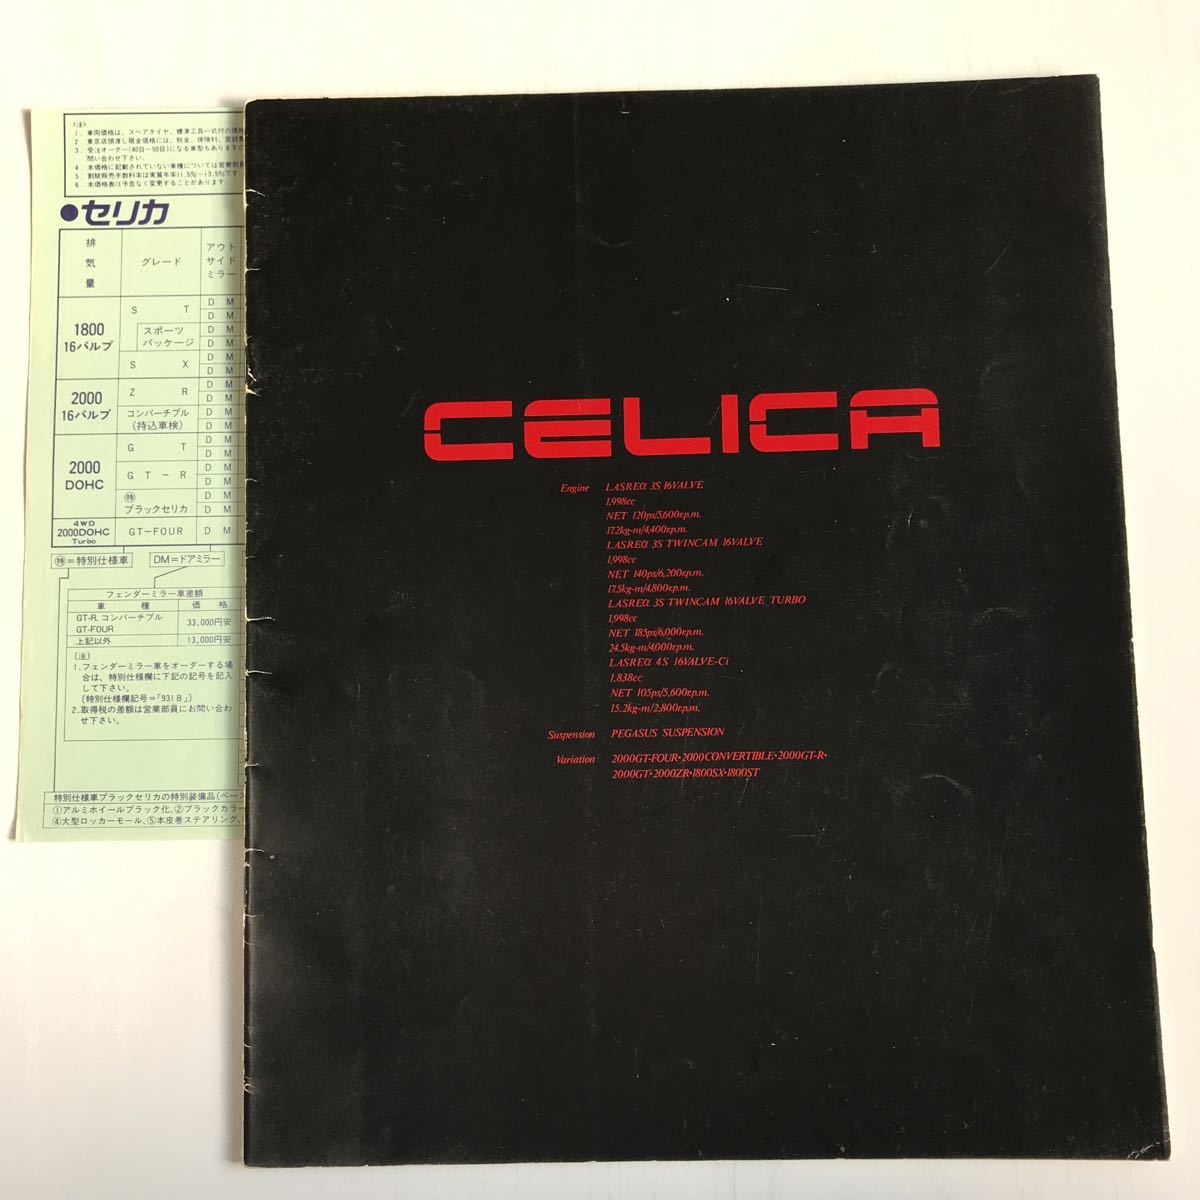 (注)
1. 車両価格は、スペアタイヤ、標準工具一式付の価格
2. 東京店頭渡し現金価格には、税金、保険料、登録
3. 受注オーダー(40日〜50日)になる車型もありますの
問い合わせ下さい。
4. 本価格に記載されていない車種については営業部員
5. 割賦販売手数料率は実質年率11.5%〜13.5%です
6. 本価格表は予告なく変更することがあります
●セリカ
排気量
グレード
アウトサイドミラー
1800
16バルブ
S T
D M
D M
スポーツパッケージ
D M
D M
S X
D M
D M
2000
16バルブ
Z R
D M
D M
コンバーチブル
(持込車検)
D M
D M
2000
DOHC
G T
D M
D M
GT-R
D M
D M
特
ブラックセリカ
D M
4WD
2000DOHC
Turbo
GT-FOUR
D M
特=特別仕様車
DM=ドアミラー
フェンダーミラー車差額
車 種
価 格
GT-R, コンバーチブル
GT-FOUR
33,000円安
上記以外
13,000円安
(注)
1.フェンダーミラー車をオーダーする場
合は、特別仕様欄に下記の記号を記入
して下さい。
〔特別仕様欄記号=「931B」〕
2.取得税の差額は営業部員にお問い合わ
せ下さい。
特別仕様車ブラックセリカの特別装備品(ベース
①アルミホイールブラック化、②ブラックカラー
④大型ロッカーモール、⑤本皮巻ステアリング、
CELICA
Engine LASREα 3S 16VALVE
1,998cc
NET 120ps/5,600r.p.m.
17.2kg-m/4,400r.p.m.
LASREα 3S TWINCAM 16VALVE
1,998cc
NET 140ps/6,200r.p.m.
17.5kg-m/4,800r.p.m.
LASREα 3S TWINCAM 16VALVE TURBO
1,998cc
NET 185ps/6,000r.p.m.
24.5kg-m/4,000r.p.m.
LASREα 4S 16VALVE-Ci
1,838cc
NET 105ps/5,600r.p.m.
15.2kg-m/2,800r.p.m.
Suspension PEGASUS SUSPENSION
Variation 2000GT-FOUR・2000CONVERTIBLE・2000GT-R・
2000GT・2000ZR・1800SX・1800ST